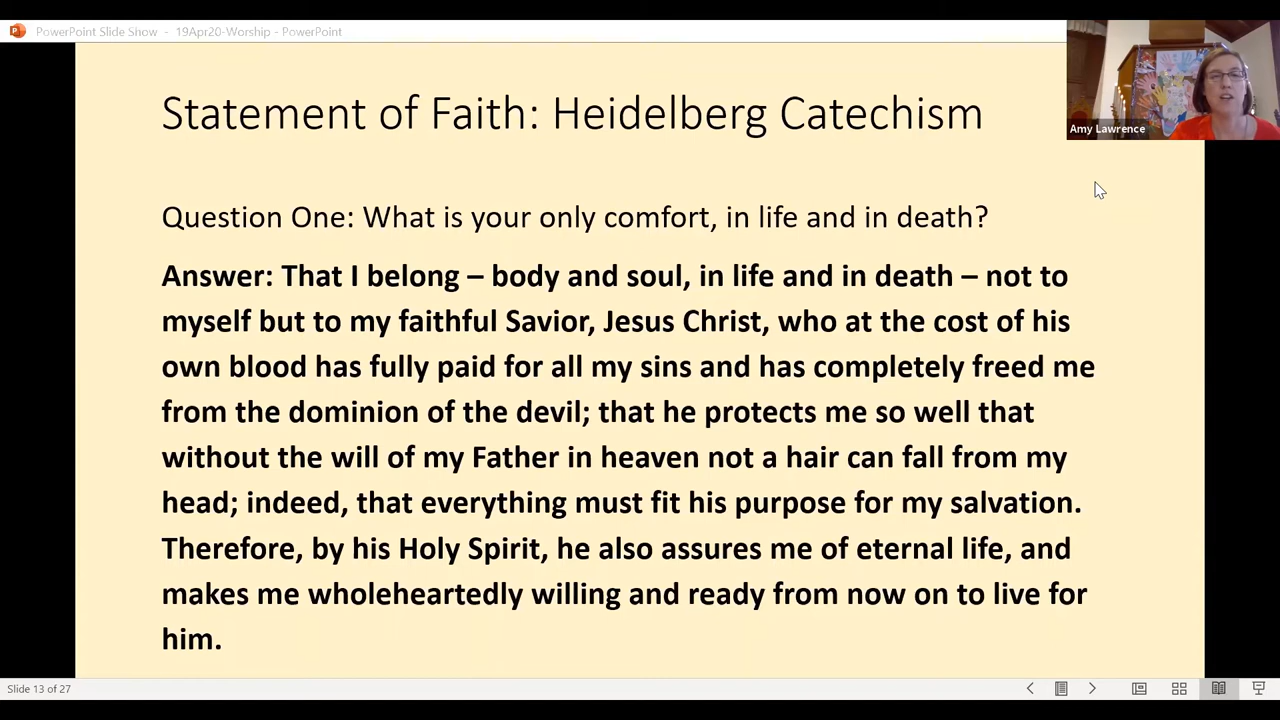 PowerPoint Slide Show - 19Apr20-Worship - PowerPoint
Amy Lawrence
Statement of Faith: Heidelberg Catechism
Question One: What is your only comfort, in life and in death?
Answer: That I belong – body and soul, in life and in death – not to
myself but to my faithful Savior, Jesus Christ, who at the cost of his
own blood has fully paid for all my sins and has completely freed me
from the dominion of the devil; that he protects me so well that
without the will of my Father in heaven not a hair can fall from my
head; indeed, that everything must fit his purpose for my salvation.
Therefore, by his Holy Spirit, he also assures me of eternal life, and
makes me wholeheartedly willing and ready from now on to live for
him.
Slide 13 of 27